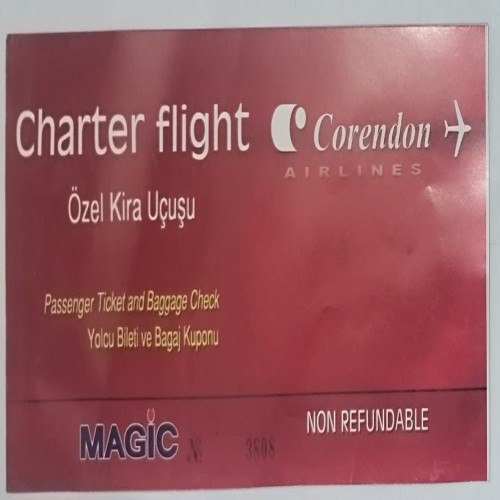 Charter flight
Corendon
AIRLINES
Özel Kira Uçuşu
Passenger Ticket and Baggage Check
Yolcu Bileti ve Bagaj Kuponu
NON REFUNDABLE
MAGIC № 3808